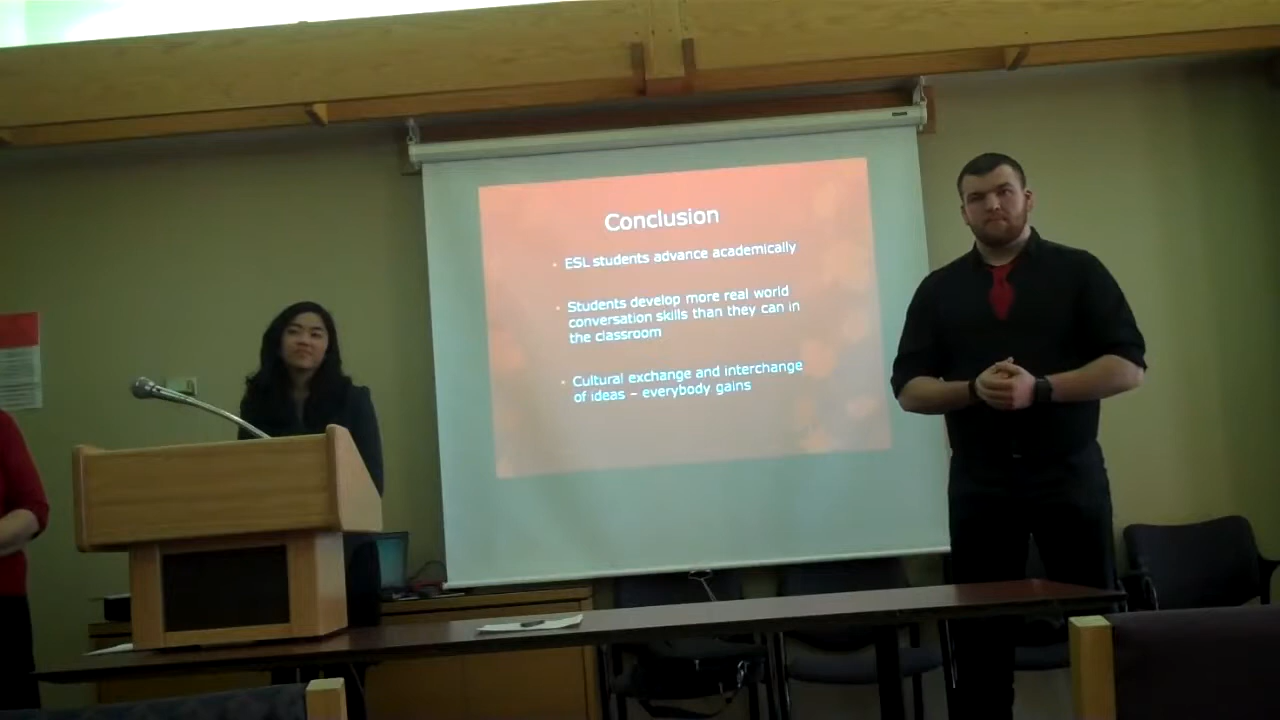 Conclusion
• ESL students advance academically
• Students develop more real world
conversation skills than they can in
the classroom
• Cultural exchange and interchange
of ideas – everybody gains